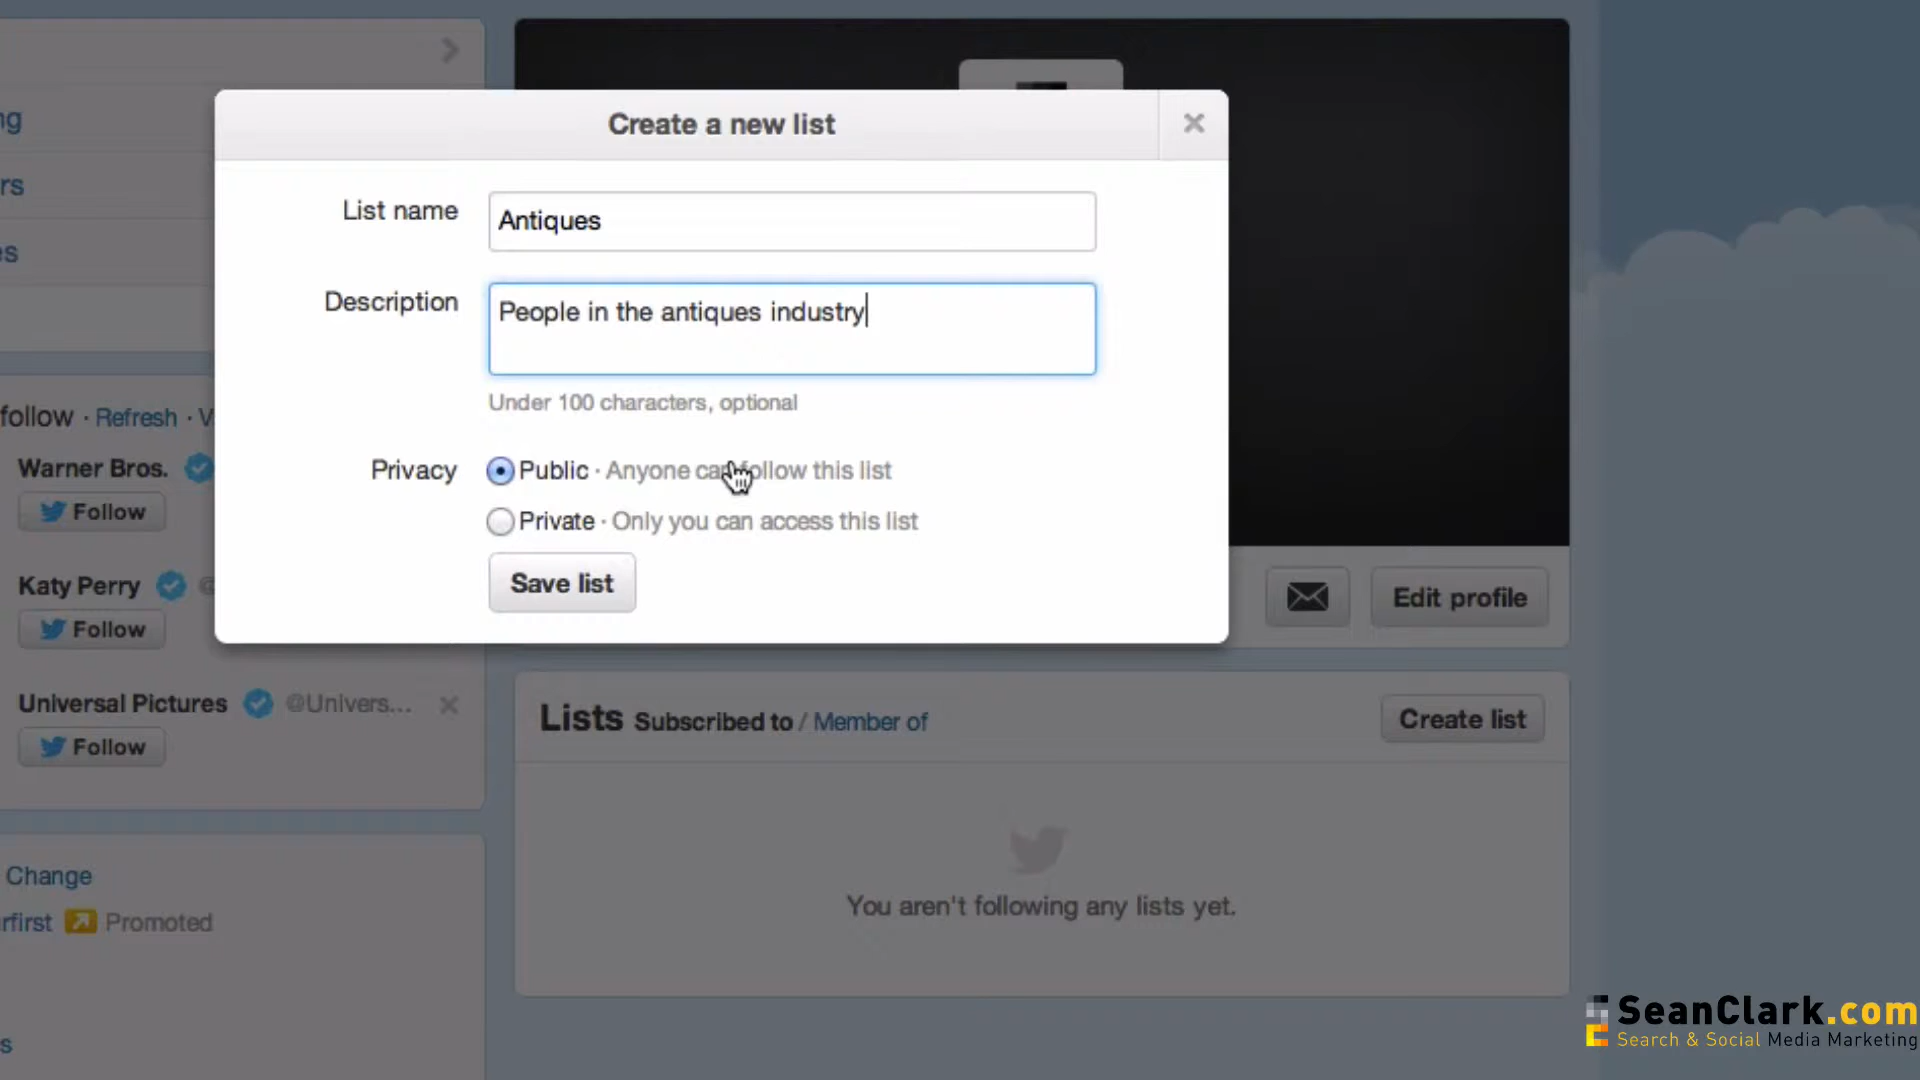 Create a new list
List name
Antiques
Description
People in the antiques industry
Under 100 characters, optional
Privacy
Public · Anyone can follow this list
Private · Only you can access this list
Save list
ng
rs
es
follow · Refresh · V
Warner Bros.
Follow
Katy Perry @
Follow
Universal Pictures @Univers...
Follow
Change
rfirst Promoted
s
Edit profile
Lists Subscribed to / Member of
Create list
You aren't following any lists yet.
SeanClark.com
Search & Social Media Marketing